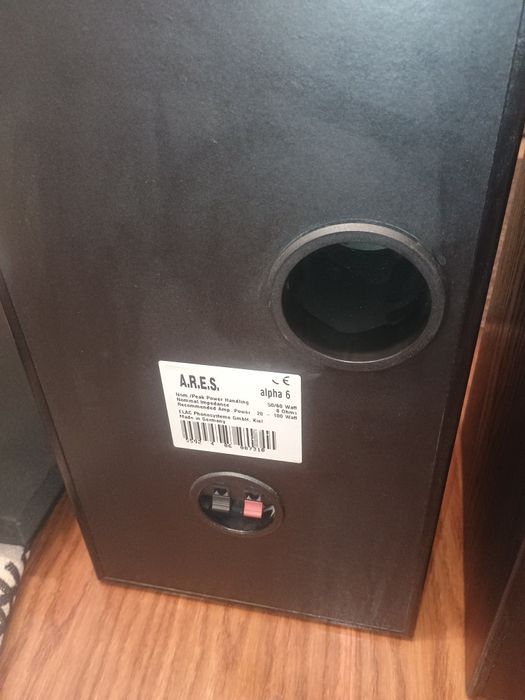 A.R.E.S. alpha 6
Nom./Peak Power Handling 50/80 Watt
Nominal Impedance 8 Ohms
Recommended Amp. Power 20 - 100 Watt
ELAC Phonosysteme GmbH, Kiel
Made in Germany